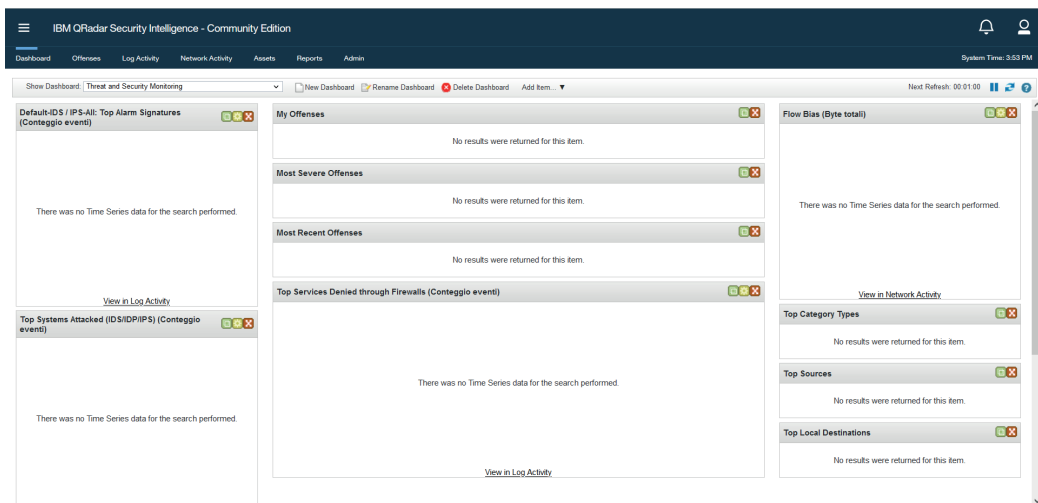 IBM QRadar Security Intelligence - Community Edition
Dashboard Offenses Log Activity Network Activity Assets Reports Admin System Time: 3:53 PM
Show Dashboard: Threat and Security Monitoring New Dashboard Rename Dashboard Delete Dashboard Add Item... ▼ Next Refresh: 00:01:00
Default-IDS / IPS-All: Top Alarm Signatures
(Conteggio eventi)
There was no Time Series data for the search performed.
View in Log Activity
Top Systems Attacked (IDS/IDP/IPS) (Conteggio
eventi)
There was no Time Series data for the search performed.
My Offenses
No results were returned for this item.
Most Severe Offenses
No results were returned for this item.
Most Recent Offenses
No results were returned for this item.
Top Services Denied through Firewalls (Conteggio eventi)
There was no Time Series data for the search performed.
View in Log Activity
Flow Bias (Byte totali)
There was no Time Series data for the search performed.
View in Network Activity
Top Category Types
No results were returned for this item.
Top Sources
No results were returned for this item.
Top Local Destinations
No results were returned for this item.